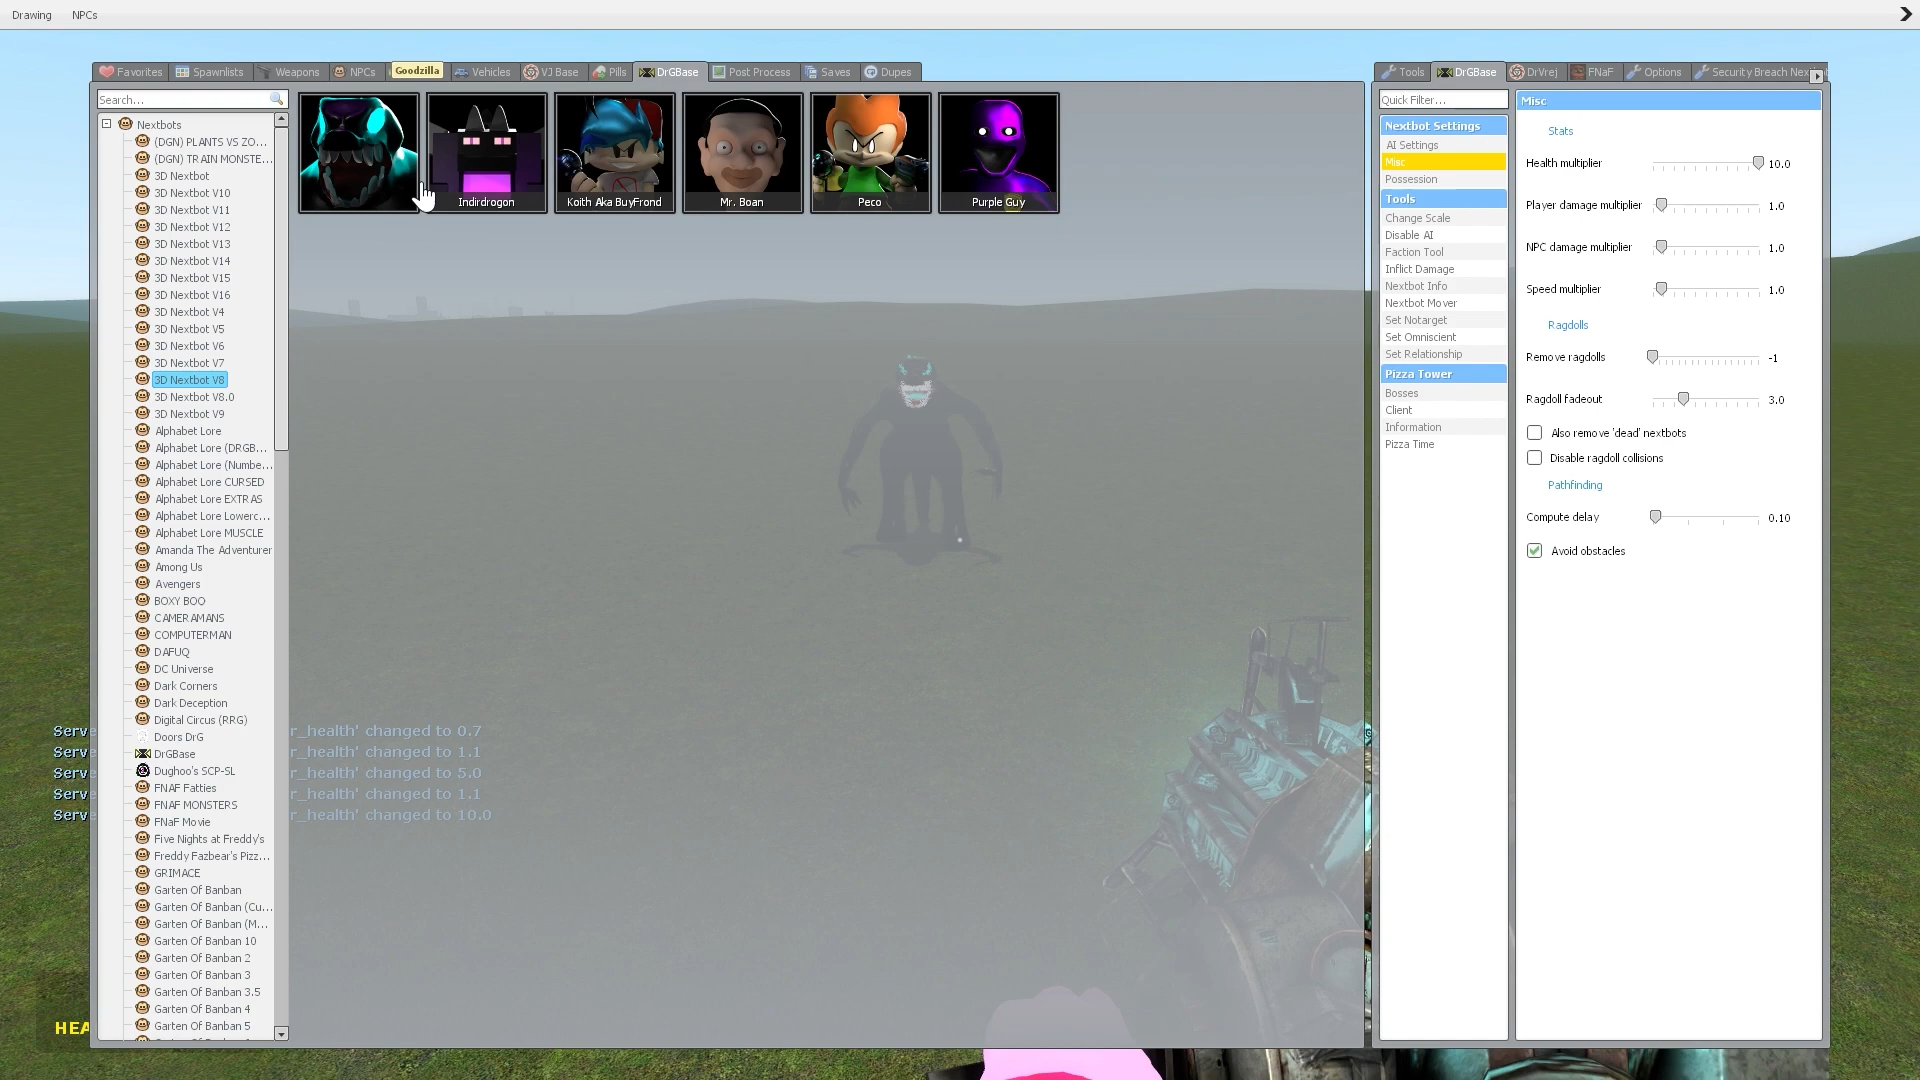 Drawing NPCs
Favorites Spawnlists Weapons NPCs Goodzilla Vehicles VJ Base Pills DrGBase Post Process Saves Dupes
Search...
Nextbots
(DGN) PLANTS VS ZO...
(DGN) TRAIN MONSTE...
3D Nextbot
3D Nextbot V10
3D Nextbot V11
3D Nextbot V12
3D Nextbot V13
3D Nextbot V14
3D Nextbot V15
3D Nextbot V16
3D Nextbot V4
3D Nextbot V5
3D Nextbot V6
3D Nextbot V7
3D Nextbot V8
3D Nextbot V8.0
3D Nextbot V9
Alphabet Lore
Alphabet Lore (DRGB...
Alphabet Lore (Numbe...
Alphabet Lore CURSED
Alphabet Lore EXTRAS
Alphabet Lore Lowerc...
Alphabet Lore MUSCLE
Amanda The Adventurer
Among Us
Avengers
BOXY BOO
CAMERAMANS
COMPUTERMAN
DAFUQ
DC Universe
Dark Corners
Dark Deception
Digital Circus (RRG)
Doors DrG
DrGBase
Dughoo's SCP-SL
FNAF Fatties
FNAF MONSTERS
FNaF Movie
Five Nights at Freddy's
Freddy Fazbear's Pizz...
GRIMACE
Garten Of Banban
Garten Of Banban (Cu...
Garten Of Banban (M...
Garten Of Banban 10
Garten Of Banban 2
Garten Of Banban 3
Garten Of Banban 3.5
Garten Of Banban 4
Garten Of Banban 5
Indirdrogon
Koith Aka BuyFrond
Mr. Boan
Peco
Purple Guy
Serve r_health' changed to 0.7
Serve r_health' changed to 1.1
Serve r_health' changed to 5.0
Serve r_health' changed to 1.1
Serve r_health' changed to 10.0
HEA
Tools DrGBase DrVrej FNaF Options Security Breach Nex
Quick Filter...
Nextbot Settings
AI Settings
Misc
Possession
Tools
Change Scale
Disable AI
Faction Tool
Inflict Damage
Nextbot Info
Nextbot Mover
Set Notarget
Set Omniscient
Set Relationship
Pizza Tower
Bosses
Client
Information
Pizza Time
Misc
Stats
Health multiplier 10.0
Player damage multiplier 1.0
NPC damage multiplier 1.0
Speed multiplier 1.0
Ragdolls
Remove ragdolls -1
Ragdoll fadeout 3.0
Also remove 'dead' nextbots
Disable ragdoll collisions
Pathfinding
Compute delay 0.10
Avoid obstacles